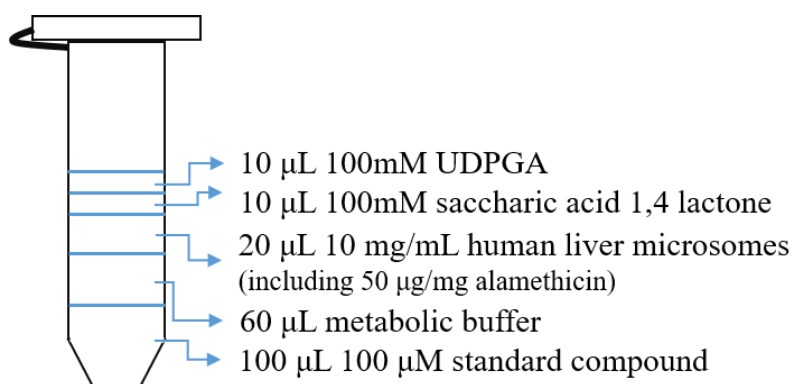 10 μL 100mM UDPGA
10 μL 100mM saccharic acid 1,4 lactone
20 μL 10 mg/mL human liver microsomes
(including 50 μg/mg alamethicin)
60 μL metabolic buffer
100 μL 100 μM standard compound